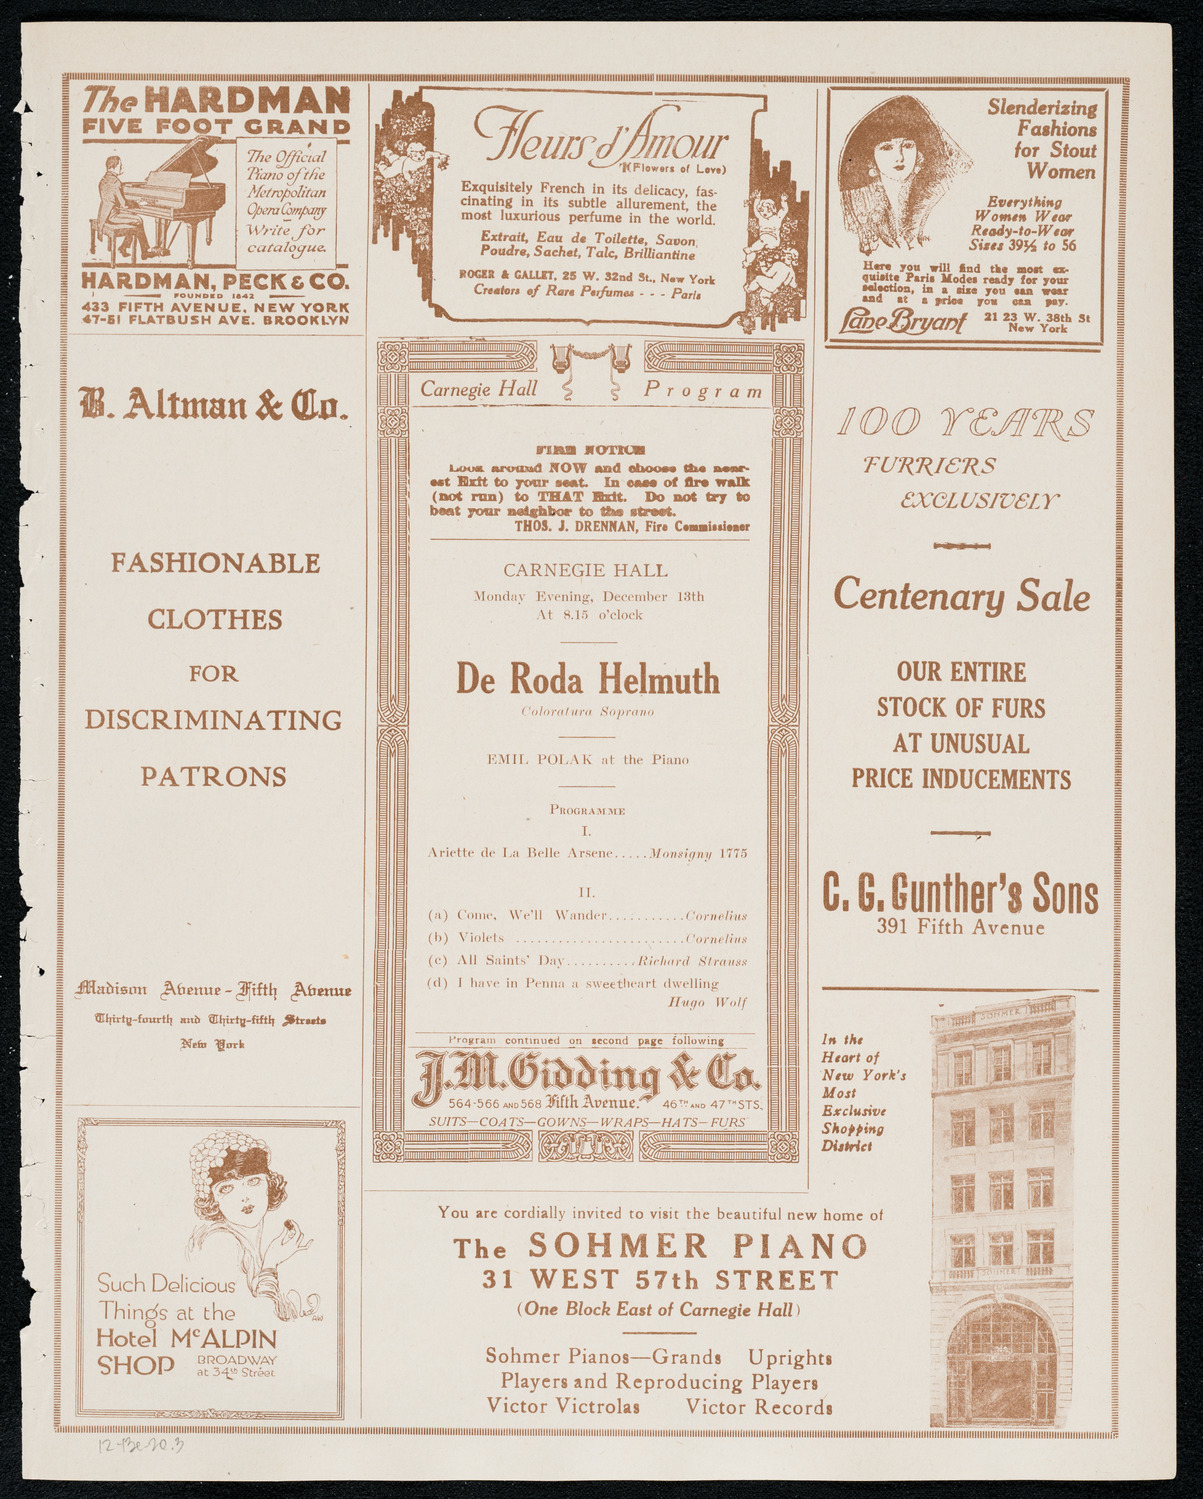 The HARDMAN
FIVE FOOT GRAND
The Official
Piano of the
Metropolitan
Opera Company
Write for
catalogue.
HARDMAN, PECK & CO.
FOUNDED 1842
433 FIFTH AVENUE, NEW YORK
47-51 FLATBUSH AVE. BROOKLYN
Fleurs d'Amour
(Flowers of Love)
Exquisitely French in its delicacy, fas-
cinating in its subtle allurement, the
most luxurious perfume in the world.
Extrait, Eau de Toilette, Savon,
Poudre, Sachet, Talc, Brilliantine
ROGER & GALLET, 25 W. 32nd St., New York
Creators of Rare Perfumes - - - Paris
Slenderizing
Fashions
for Stout
Women
Everything
Women Wear
Ready-to-Wear
Sizes 39½ to 56
Here you will find the most ex-
quisite Paris Modes ready for your
selection, in a size you can wear
and at a price you can pay.
Lane Bryant 21 23 W. 38th St
New York
B. Altman & Co.
FASHIONABLE
CLOTHES
FOR
DISCRIMINATING
PATRONS
Madison Avenue - Fifth Avenue
Thirty-fourth and Thirty-fifth Streets
New York
Such Delicious
Things at the
Hotel McALPIN
SHOP BROADWAY
at 34th Street
Carnegie Hall Program
FIRE NOTICE
Look around NOW and choose the near-
est Exit to your seat. In case of fire walk
(not run) to THAT Exit. Do not try to
beat your neighbor to the street.
THOS. J. DRENNAN, Fire Commissioner
CARNEGIE HALL
Monday Evening, December 13th
At 8.15 o'clock
De Roda Helmuth
Coloratura Soprano
EMIL POLAK at the Piano
PROGRAMME
I.
Ariette de La Belle Arsene.....Monsigny 1775
II.
(a) Come, We'll Wander...........Cornelius
(b) Violets ........................Cornelius
(c) All Saints' Day..........Richard Strauss
(d) I have in Penna a sweetheart dwelling
Hugo Wolf
Program continued on second page following
J. M. Gidding & Co.
564-566 AND 568 Fifth Avenue. 46TH AND 47TH STS.
SUITS—COATS—GOWNS—WRAPS—HATS—FURS
100 YEARS
FURRIERS
EXCLUSIVELY
Centenary Sale
OUR ENTIRE
STOCK OF FURS
AT UNUSUAL
PRICE INDUCEMENTS
C. G. Gunther's Sons
391 Fifth Avenue
In the
Heart of
New York's
Most
Exclusive
Shopping
District
SOHMER
SOHMER
You are cordially invited to visit the beautiful new home of
The SOHMER PIANO
31 WEST 57th STREET
(One Block East of Carnegie Hall)
Sohmer Pianos—Grands Uprights
Players and Reproducing Players
Victor Victrolas Victor Records